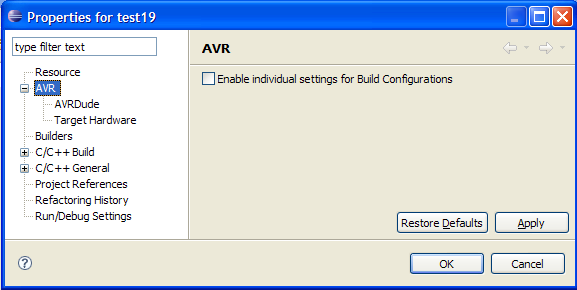 Properties for test19
type filter text
Resource
AVR
AVRDude
Target Hardware
Builders
C/C++ Build
C/C++ General
Project References
Refactoring History
Run/Debug Settings
AVR
Enable individual settings for Build Configurations
Restore Defaults
Apply
?
OK
Cancel